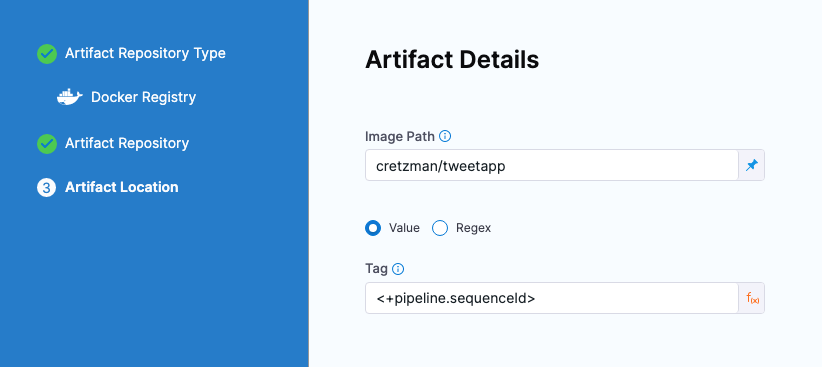 Artifact Repository Type
Docker Registry
Artifact Repository
3 Artifact Location
Artifact Details
Image Path
cretzman/tweetapp
Value Regex
Tag
<+pipeline.sequenceId>
f(x)